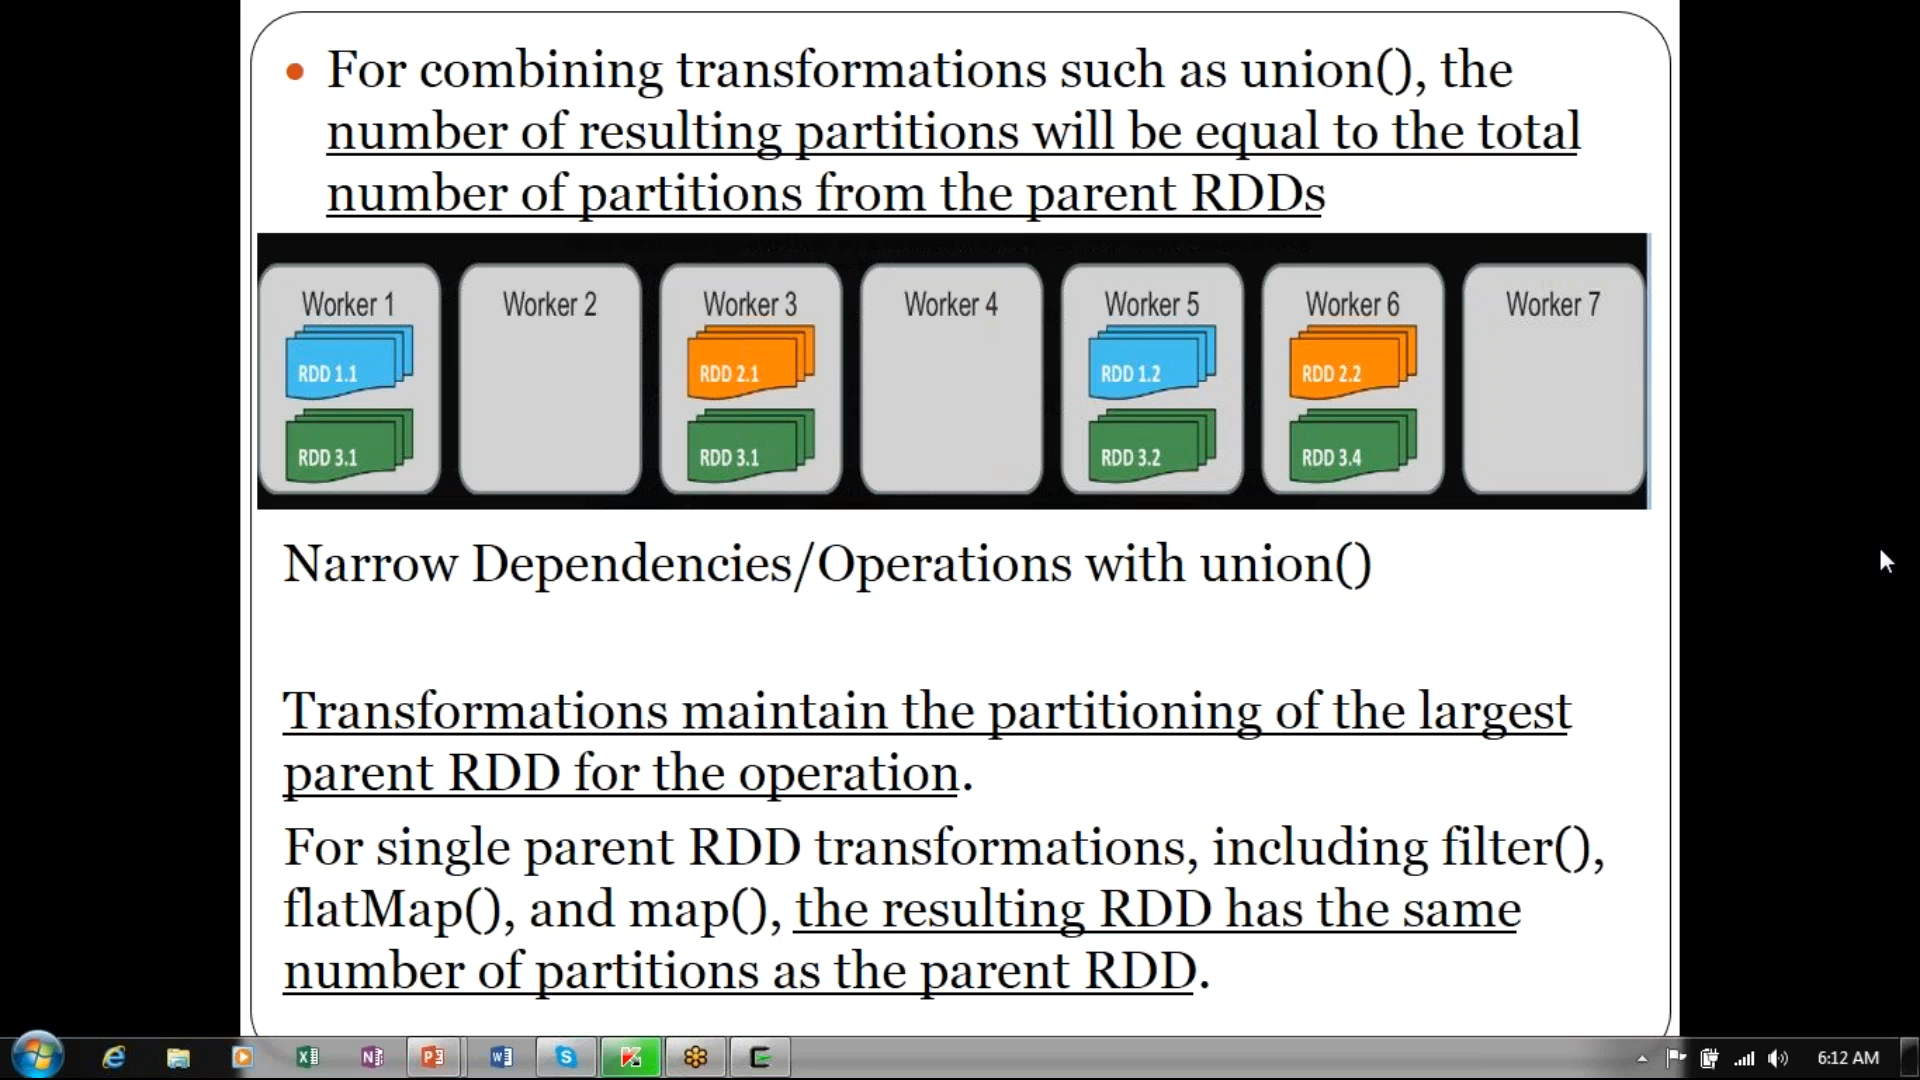 For combining transformations such as union(), the
number of resulting partitions will be equal to the total
number of partitions from the parent RDDs
Worker 1
Worker 2
Worker 3
Worker 4
Worker 5
Worker 6
Worker 7
RDD 1.1
RDD 2.1
RDD 1.2
RDD 2.2
RDD 3.1
RDD 3.1
RDD 3.2
RDD 3.4
Narrow Dependencies/Operations with union()
Transformations maintain the partitioning of the largest
parent RDD for the operation.
For single parent RDD transformations, including filter(),
flatMap(), and map(), the resulting RDD has the same
number of partitions as the parent RDD.
6:12 AM